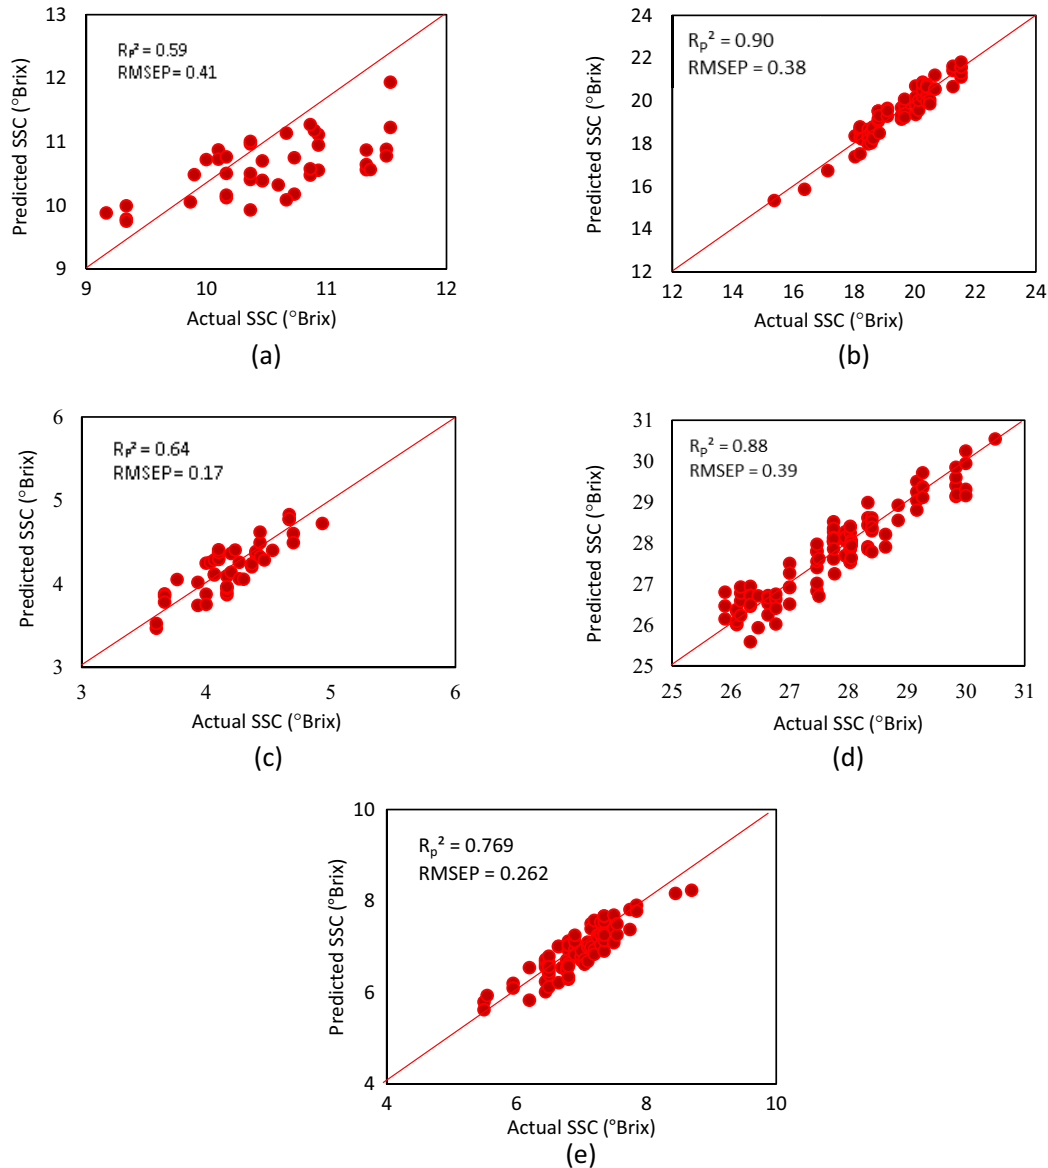 13
12
11
10
9
Predicted SSC (°Brix)
Rₚ² = 0.59
RMSEP = 0.41
9 10 11 12
Actual SSC (°Brix)
(a)
24
22
20
18
16
14
12
Predicted SSC (°Brix)
Rₚ² = 0.90
RMSEP = 0.38
12 14 16 18 20 22 24
Actual SSC (°Brix)
(b)
6
5
4
3
Predicted SSC (°Brix)
Rₚ² = 0.64
RMSEP = 0.17
3 4 5 6
Actual SSC (°Brix)
(c)
31
30
29
28
27
26
25
Predicted SSC (°Brix)
Rₚ² = 0.88
RMSEP = 0.39
25 26 27 28 29 30 31
Actual SSC (°Brix)
(d)
10
8
6
4
Predicted SSC (°Brix)
Rₚ² = 0.769
RMSEP = 0.262
4 6 8 10
Actual SSC (°Brix)
(e)